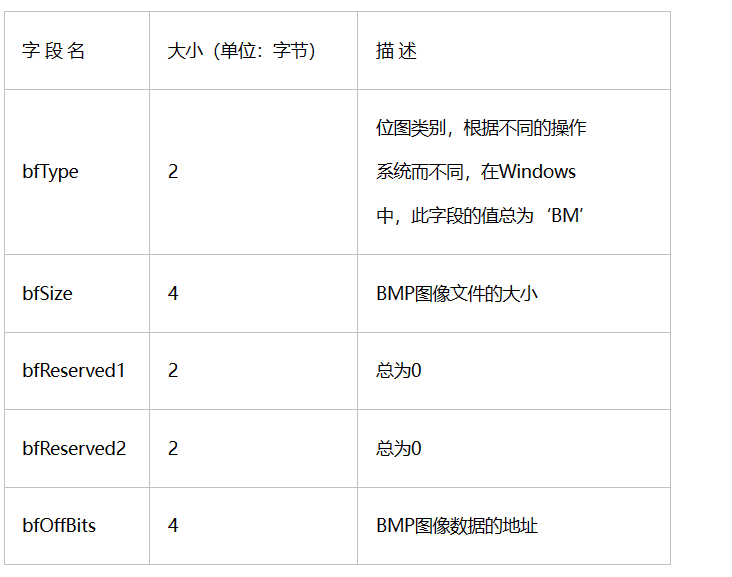 字 段 名 大小（单位：字节） 描 述
位图类别，根据不同的操作
bfType 2 系统而不同，在Windows
中，此字段的值总为‘BM’
bfSize 4 BMP图像文件的大小
bfReserved1 2 总为0
bfReserved2 2 总为0
bfOffBits 4 BMP图像数据的地址